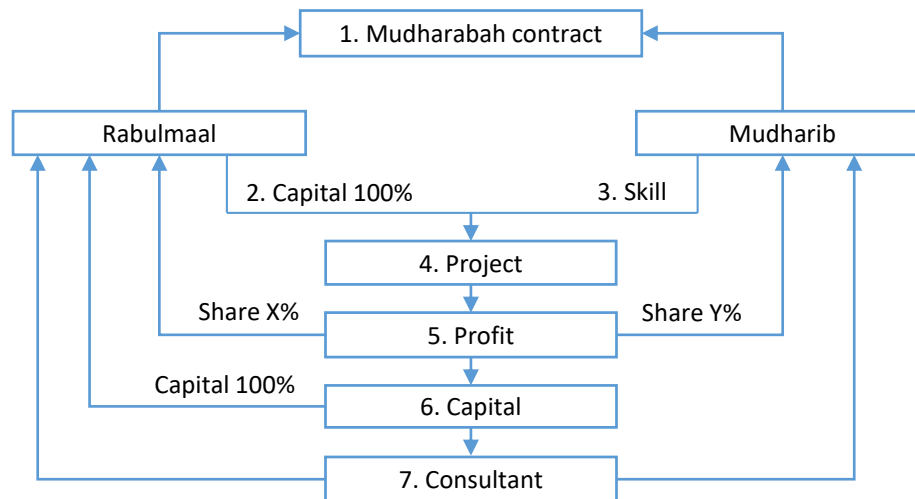 1. Mudharabah contract
Rabulmaal
Mudharib
2. Capital 100%
3. Skill
4. Project
Share X%
Share Y%
5. Profit
Capital 100%
6. Capital
7. Consultant